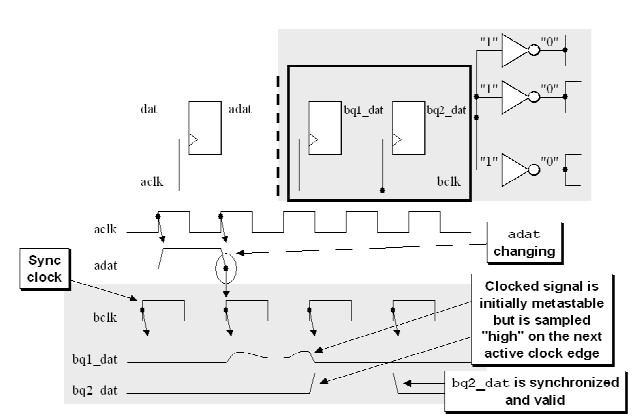 "1"
"0"
dat
adat
bq1_dat
bq2_dat
"1"
"0"
aclk
bclk
"1"
"0"
aclk
adat
changing
Sync
clock
adat
Clocked signal is
initially metastable
but is sampled
"high" on the next
active clock edge
bclk
bq1_dat
bq2_dat
bq2_dat is synchronized
and valid